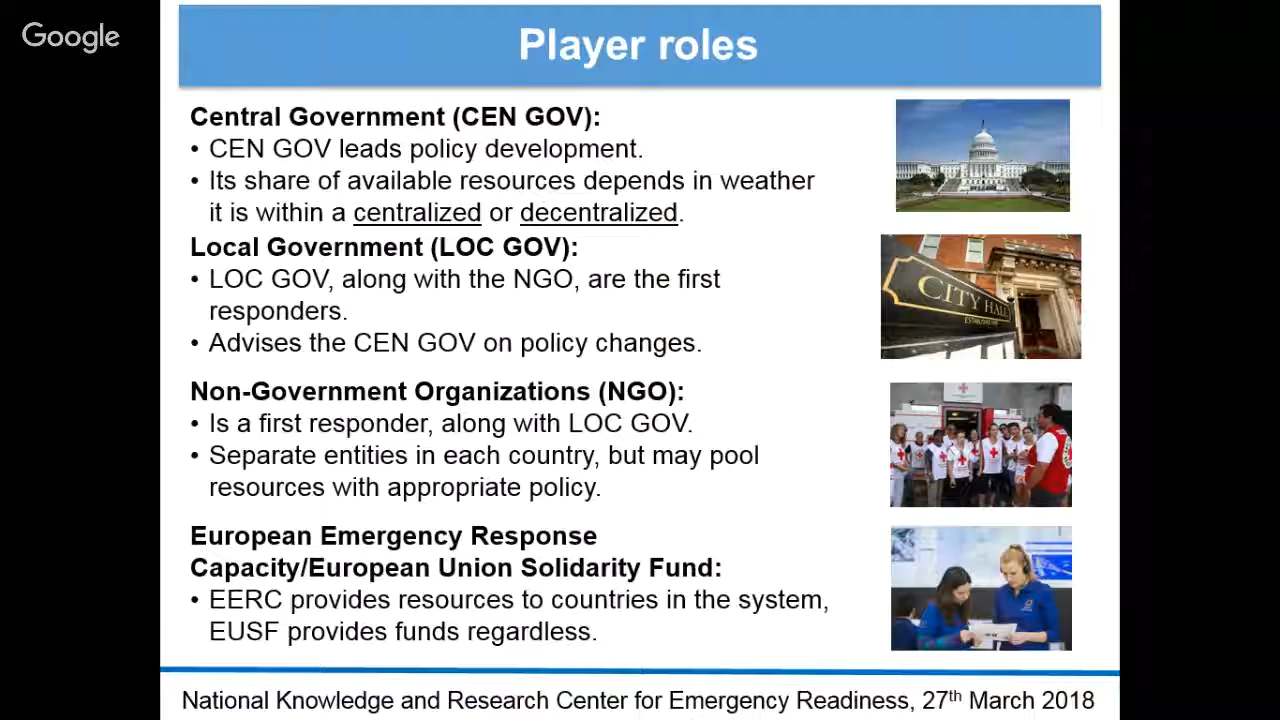 Google
Player roles
Central Government (CEN GOV):
• CEN GOV leads policy development.
• Its share of available resources depends in weather
it is within a centralized or decentralized.
Local Government (LOC GOV):
• LOC GOV, along with the NGO, are the first
responders.
• Advises the CEN GOV on policy changes.
CITY HALL
Non-Government Organizations (NGO):
• Is a first responder, along with LOC GOV.
• Separate entities in each country, but may pool
resources with appropriate policy.
European Emergency Response
Capacity/European Union Solidarity Fund:
• EERC provides resources to countries in the system,
EUSF provides funds regardless.
National Knowledge and Research Center for Emergency Readiness, 27th March 2018